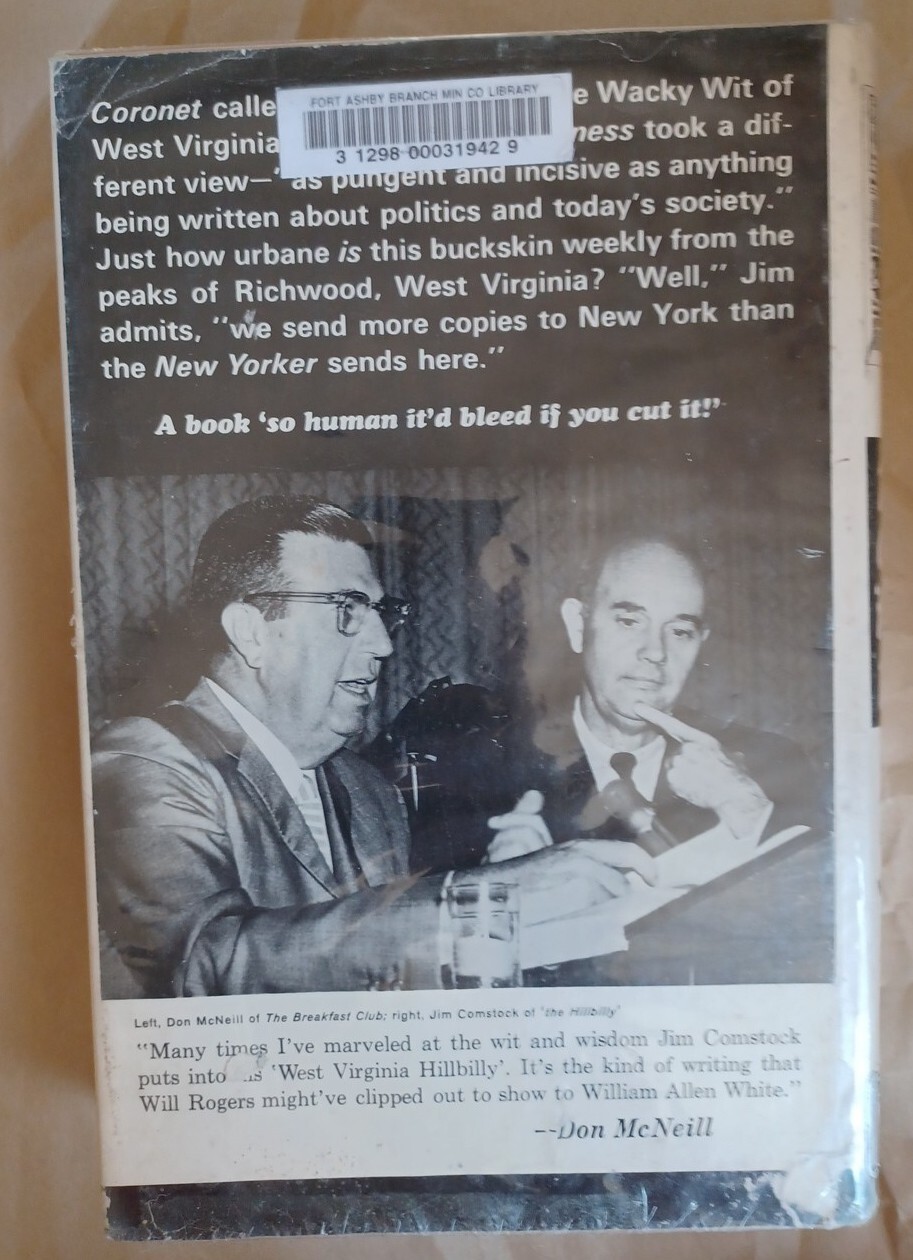 FORT ASHBY BRANCH MIN CO LIBRARY
3 1298 00031942 9
Coronet calle e Wacky Wit of
West Virginia ness took a dif-
ferent view—“as pungent and incisive as anything
being written about politics and today's society.”
Just how urbane is this buckskin weekly from the
peaks of Richwood, West Virginia? “Well,” Jim
admits, “we send more copies to New York than
the New Yorker sends here.”
A book ‘so human it'd bleed if you cut it!’
Left, Don McNeill of The Breakfast Club; right, Jim Comstock of ‘the Hillbilly’
“Many times I've marveled at the wit and wisdom Jim Comstock
puts into ‘West Virginia Hillbilly’. It's the kind of writing that
Will Rogers might've clipped out to show to William Allen White.”
--Don McNeill